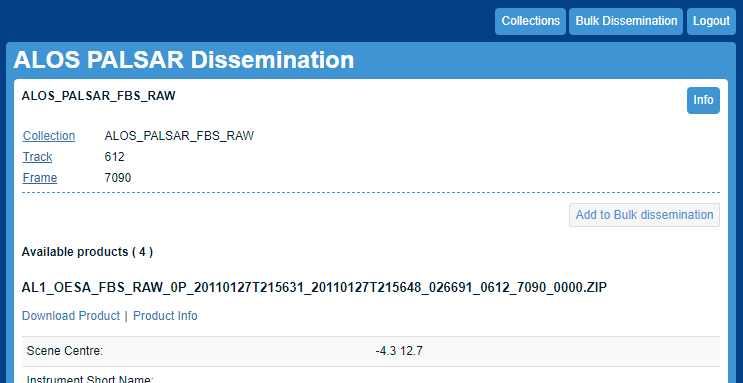 Collections Bulk Dissemination Logout
ALOS PALSAR Dissemination
ALOS_PALSAR_FBS_RAW Info
Collection ALOS_PALSAR_FBS_RAW
Track 612
Frame 7090
Add to Bulk dissemination
Available products ( 4 )
AL1_OESA_FBS_RAW_0P_20110127T215631_20110127T215648_026691_0612_7090_0000.ZIP
Download Product | Product Info
Scene Centre: -4.3 12.7
Instrument Short Name: